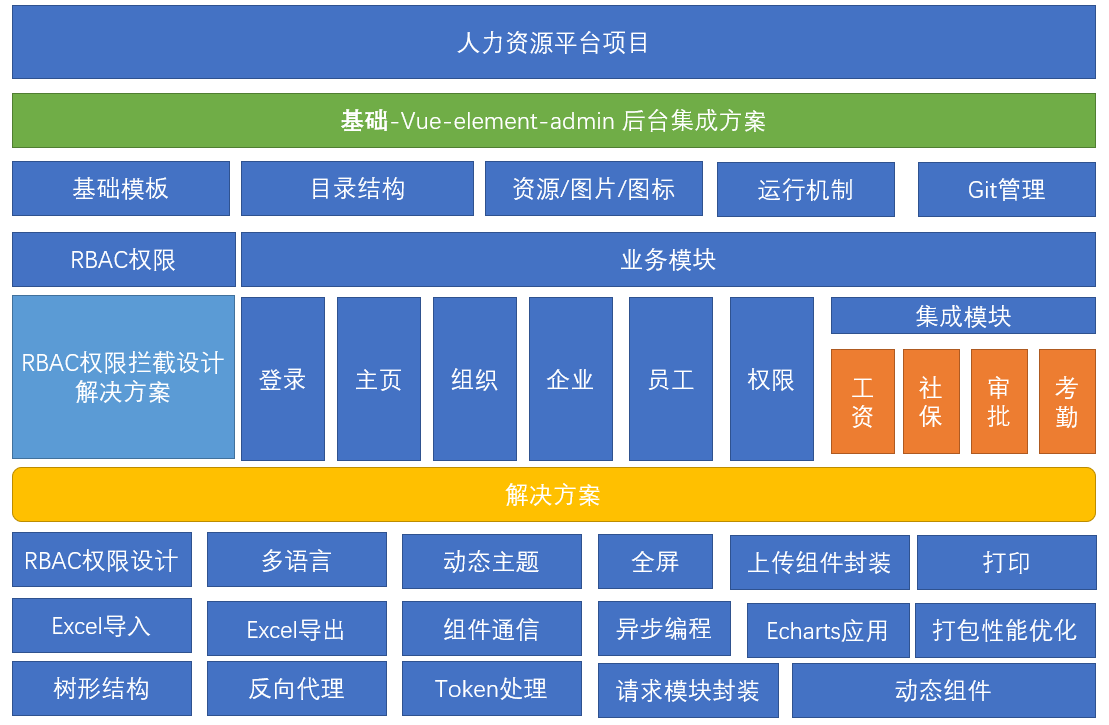 人力资源平台项目
基础-Vue-element-admin 后台集成方案
基础模板
目录结构
资源/图片/图标
运行机制
Git管理
RBAC权限
业务模块
RBAC权限拦截设计
解决方案
登录
主页
组织
企业
员工
权限
集成模块
工
资
社
保
审
批
考
勤
解决方案
RBAC权限设计
多语言
动态主题
全屏
上传组件封装
打印
Excel导入
Excel导出
组件通信
异步编程
Echarts应用
打包性能优化
树形结构
反向代理
Token处理
请求模块封装
动态组件